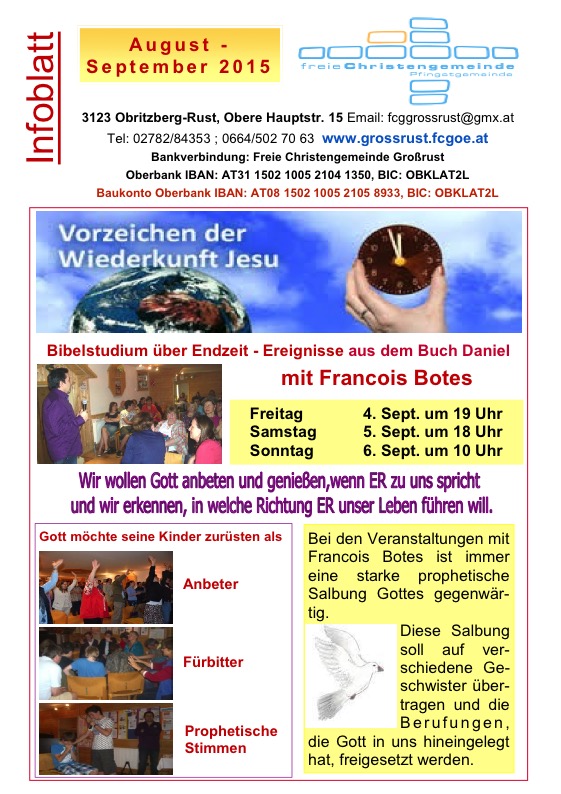 Infoblatt
August -
September 2015
freieChristengemeinde
Pfingstgemeinde
3123 Obritzberg-Rust, Obere Hauptstr. 15 Email: fcggrossrust@gmx.at
Tel: 02782/84353 ; 0664/502 70 63 www.grossrust.fcgoe.at
Bankverbindung: Freie Christengemeinde Großrust
Oberbank IBAN: AT31 1502 1005 2104 1350, BIC: OBKLAT2L
Baukonto Oberbank IBAN: AT08 1502 1005 2105 8933, BIC: OBKLAT2L
Vorzeichen der
Wiederkunft Jesu
Bibelstudium über Endzeit - Ereignisse aus dem Buch Daniel
mit Francois Botes
Freitag 4. Sept. um 19 Uhr
Samstag 5. Sept. um 18 Uhr
Sonntag 6. Sept. um 10 Uhr
Wir wollen Gott anbeten und genießen,wenn ER zu uns spricht
und wir erkennen, in welche Richtung ER unser Leben führen will.
Gott möchte seine Kinder zurüsten als
Anbeter
Fürbitter
Prophetische
Stimmen
Bei den Veranstaltungen mit
Francois Botes ist immer
eine starke prophetische
Salbung Gottes gegenwär-
tig.
Diese Salbung
soll auf ver-
schiedene Ge-
schwister über-
tragen und die
Berufungen,
die Gott in uns hineingelegt
hat, freigesetzt werden.